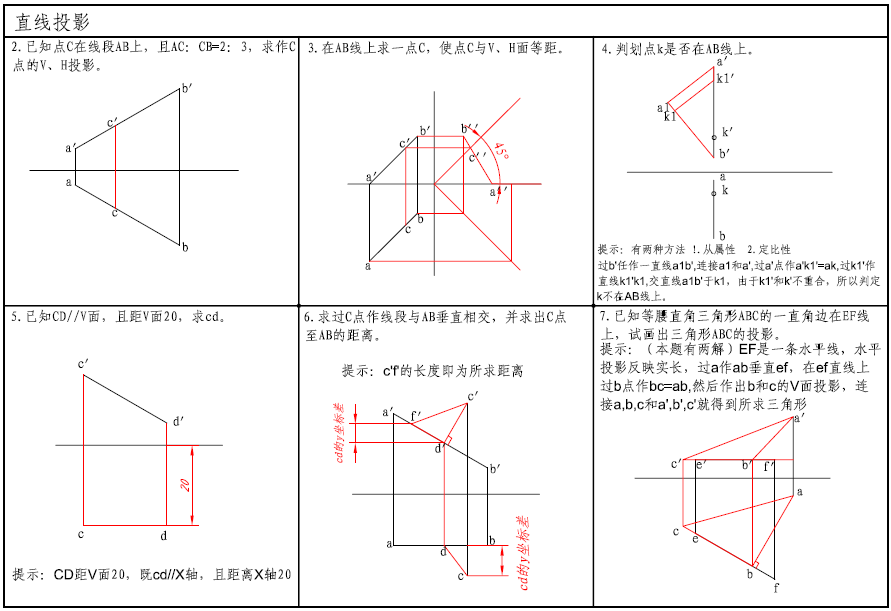 直线投影
2.已知点C在线段AB上，且AC：CB=2：3，求作C
点的V、H投影。
b'
c'
a'
a
c
b
3.在AB线上求一点C，使点C与V、H面等距。
b'
b''
c'
45°
c''
a'
a''
b
c
a
4.判划点k是否在AB线上。
a'
k1'
a1
k1
k'
b'
a
k
b
提示：有两种方法 1.从属性 2.定比性
过b'任作一直线a1b',连接a1和a',过a'点作a'k1'=ak,过k1'作
直线k1'k1,交直线a1b'于k1，由于k1'和k'不重合，所以判定
k不在AB线上。
5.已知CD//V面，且距V面20，求cd。
c'
d'
20
c
d
提示：CD距V面20，既cd//X轴，且距离X轴20
6.求过C点作线段与AB垂直相交，并求出C点
至AB的距离。
提示：c'f'的长度即为所求距离
cd的y坐标差
a'
f'
c'
d'
b'
a
d
b
c
cd的y坐标差
7.已知等腰直角三角形ABC的一直角边在EF线
上，试画出三角形ABC的投影。
提示：（本题有两解）EF是一条水平线，水平
投影反映实长，过a作ab垂直ef，在ef直线上
过b点作bc=ab,然后作出b和c的V面投影，连
接a,b,c和a',b',c'就得到所求三角形
a'
c'
e'
b'
f'
a
c
e
b
f